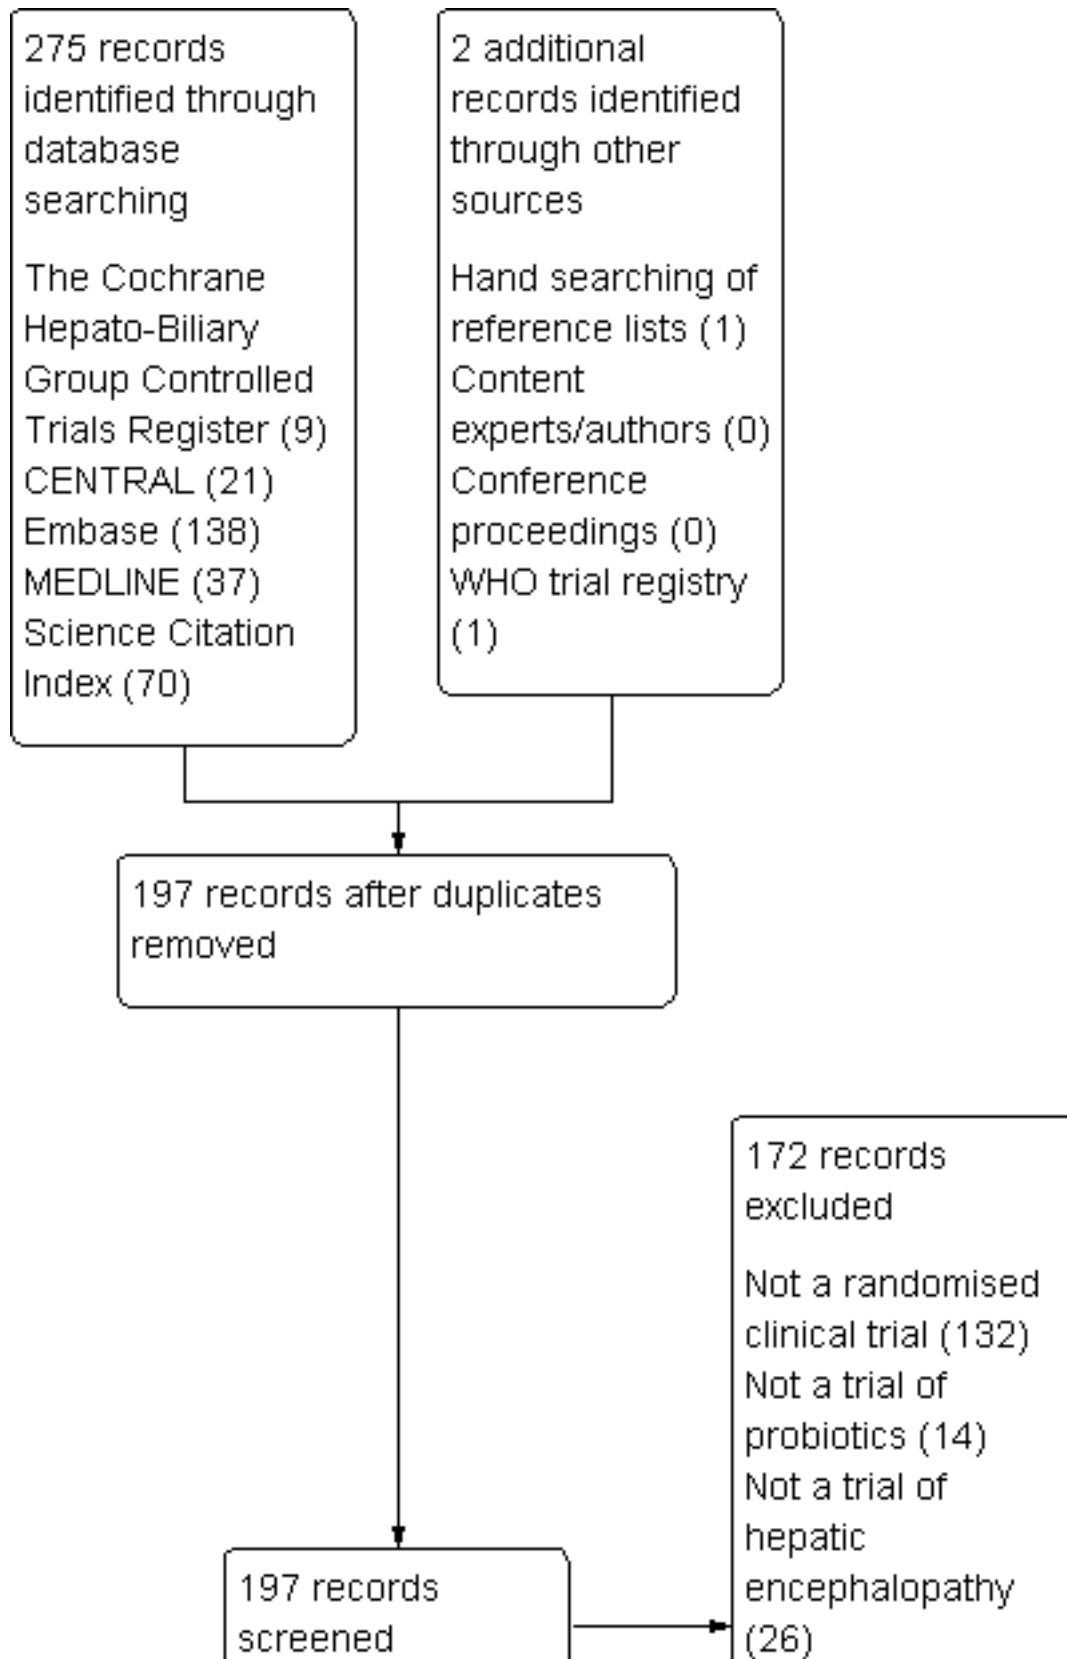 275 records
identified through
database
searching
The Cochrane
Hepato-Biliary
Group Controlled
Trials Register (9)
CENTRAL (21)
Embase (138)
MEDLINE (37)
Science Citation
Index (70)
2 additional
records identified
through other
sources
Hand searching of
reference lists (1)
Content
experts/authors (0)
Conference
proceedings (0)
WHO trial registry
(1)
197 records after duplicates
removed
172 records
excluded
Not a randomised
clinical trial (132)
Not a trial of
probiotics (14)
Not a trial of
hepatic
encephalopathy
(26)
197 records
screened